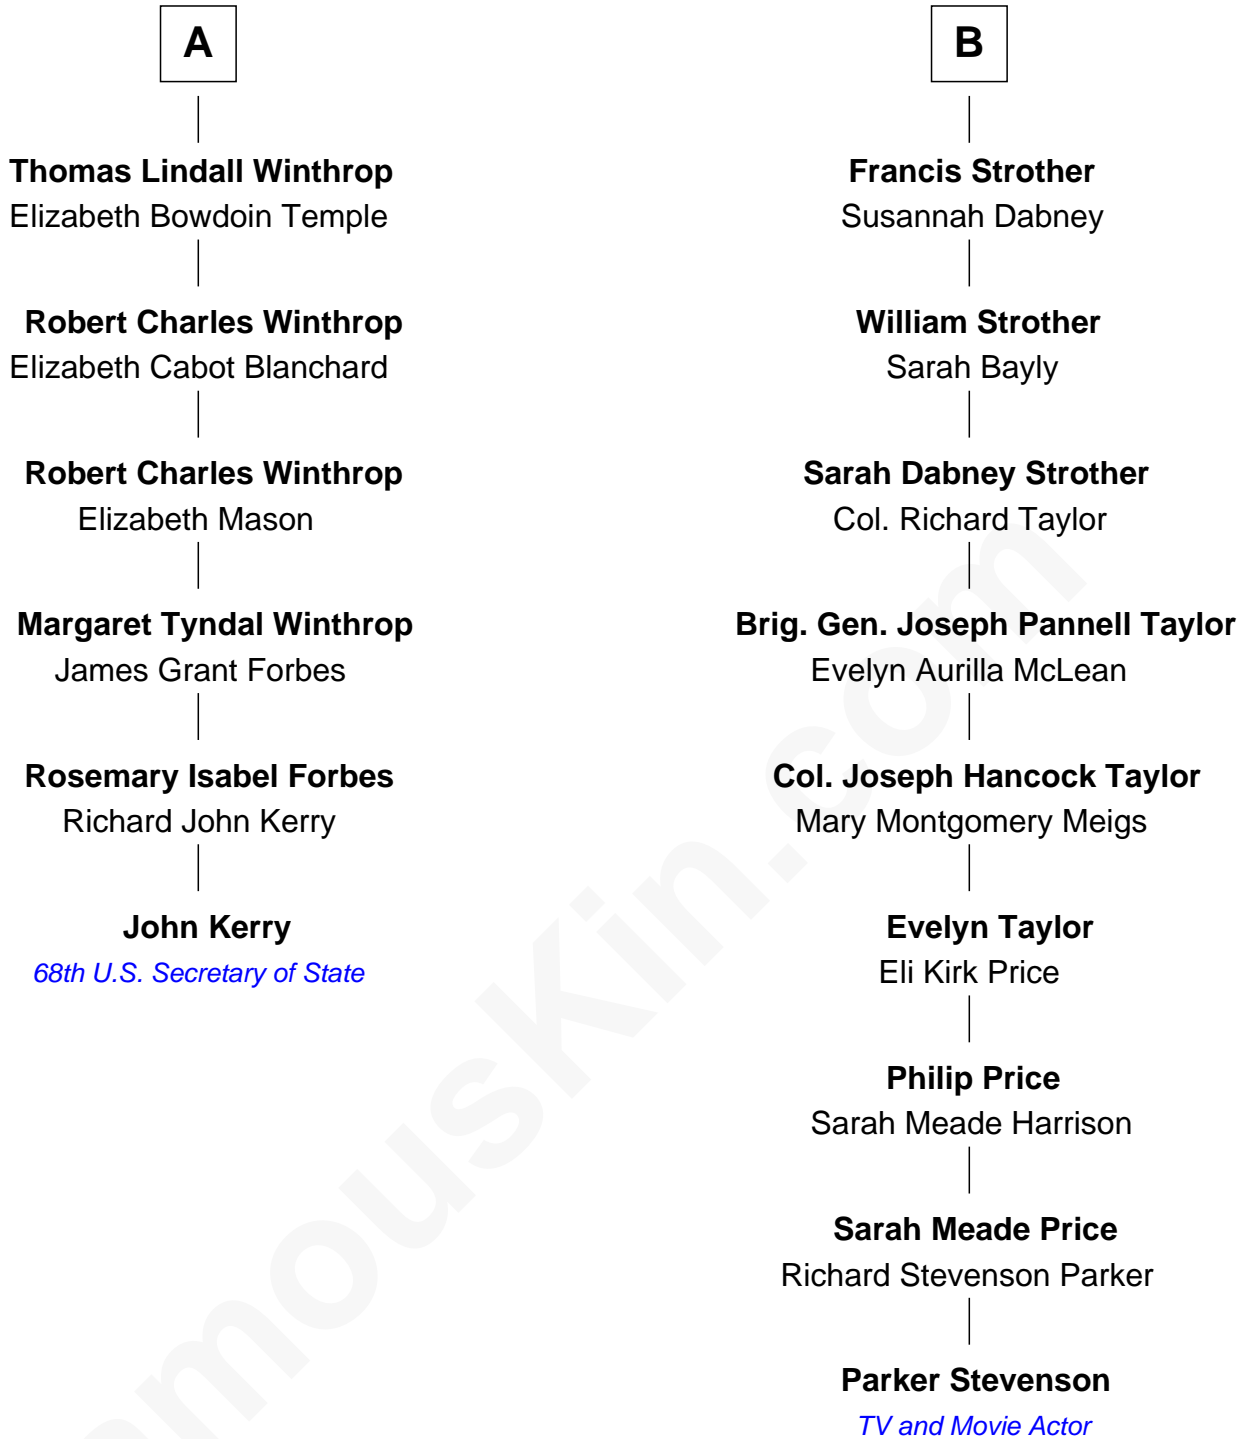 A
Thomas Lindall Winthrop
Elizabeth Bowdoin Temple
Robert Charles Winthrop
Elizabeth Cabot Blanchard
Robert Charles Winthrop
Elizabeth Mason
Margaret Tyndal Winthrop
James Grant Forbes
Rosemary Isabel Forbes
Richard John Kerry
John Kerry
68th U.S. Secretary of State
B
Francis Strother
Susannah Dabney
William Strother
Sarah Bayly
Sarah Dabney Strother
Col. Richard Taylor
Brig. Gen. Joseph Pannell Taylor
Evelyn Aurilla McLean
Col. Joseph Hancock Taylor
Mary Montgomery Meigs
Evelyn Taylor
Eli Kirk Price
Philip Price
Sarah Meade Harrison
Sarah Meade Price
Richard Stevenson Parker
Parker Stevenson
TV and Movie Actor
amouskin.com